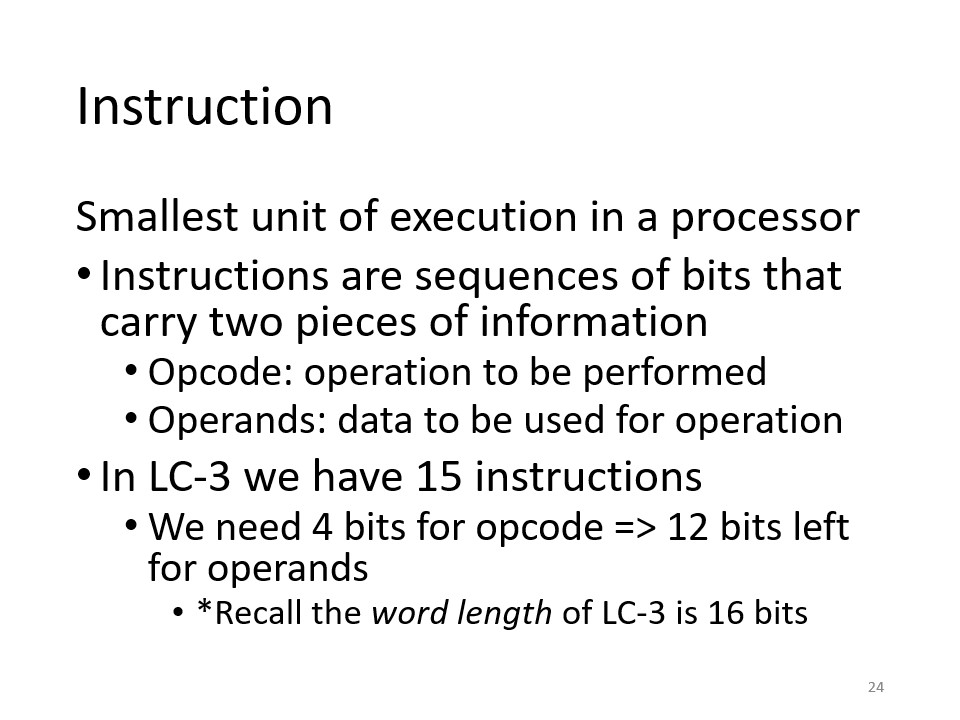 Instruction
Smallest unit of execution in a processor
• Instructions are sequences of bits that
carry two pieces of information
• Opcode: operation to be performed
• Operands: data to be used for operation
• In LC-3 we have 15 instructions
• We need 4 bits for opcode => 12 bits left
for operands
• *Recall the word length of LC-3 is 16 bits
24